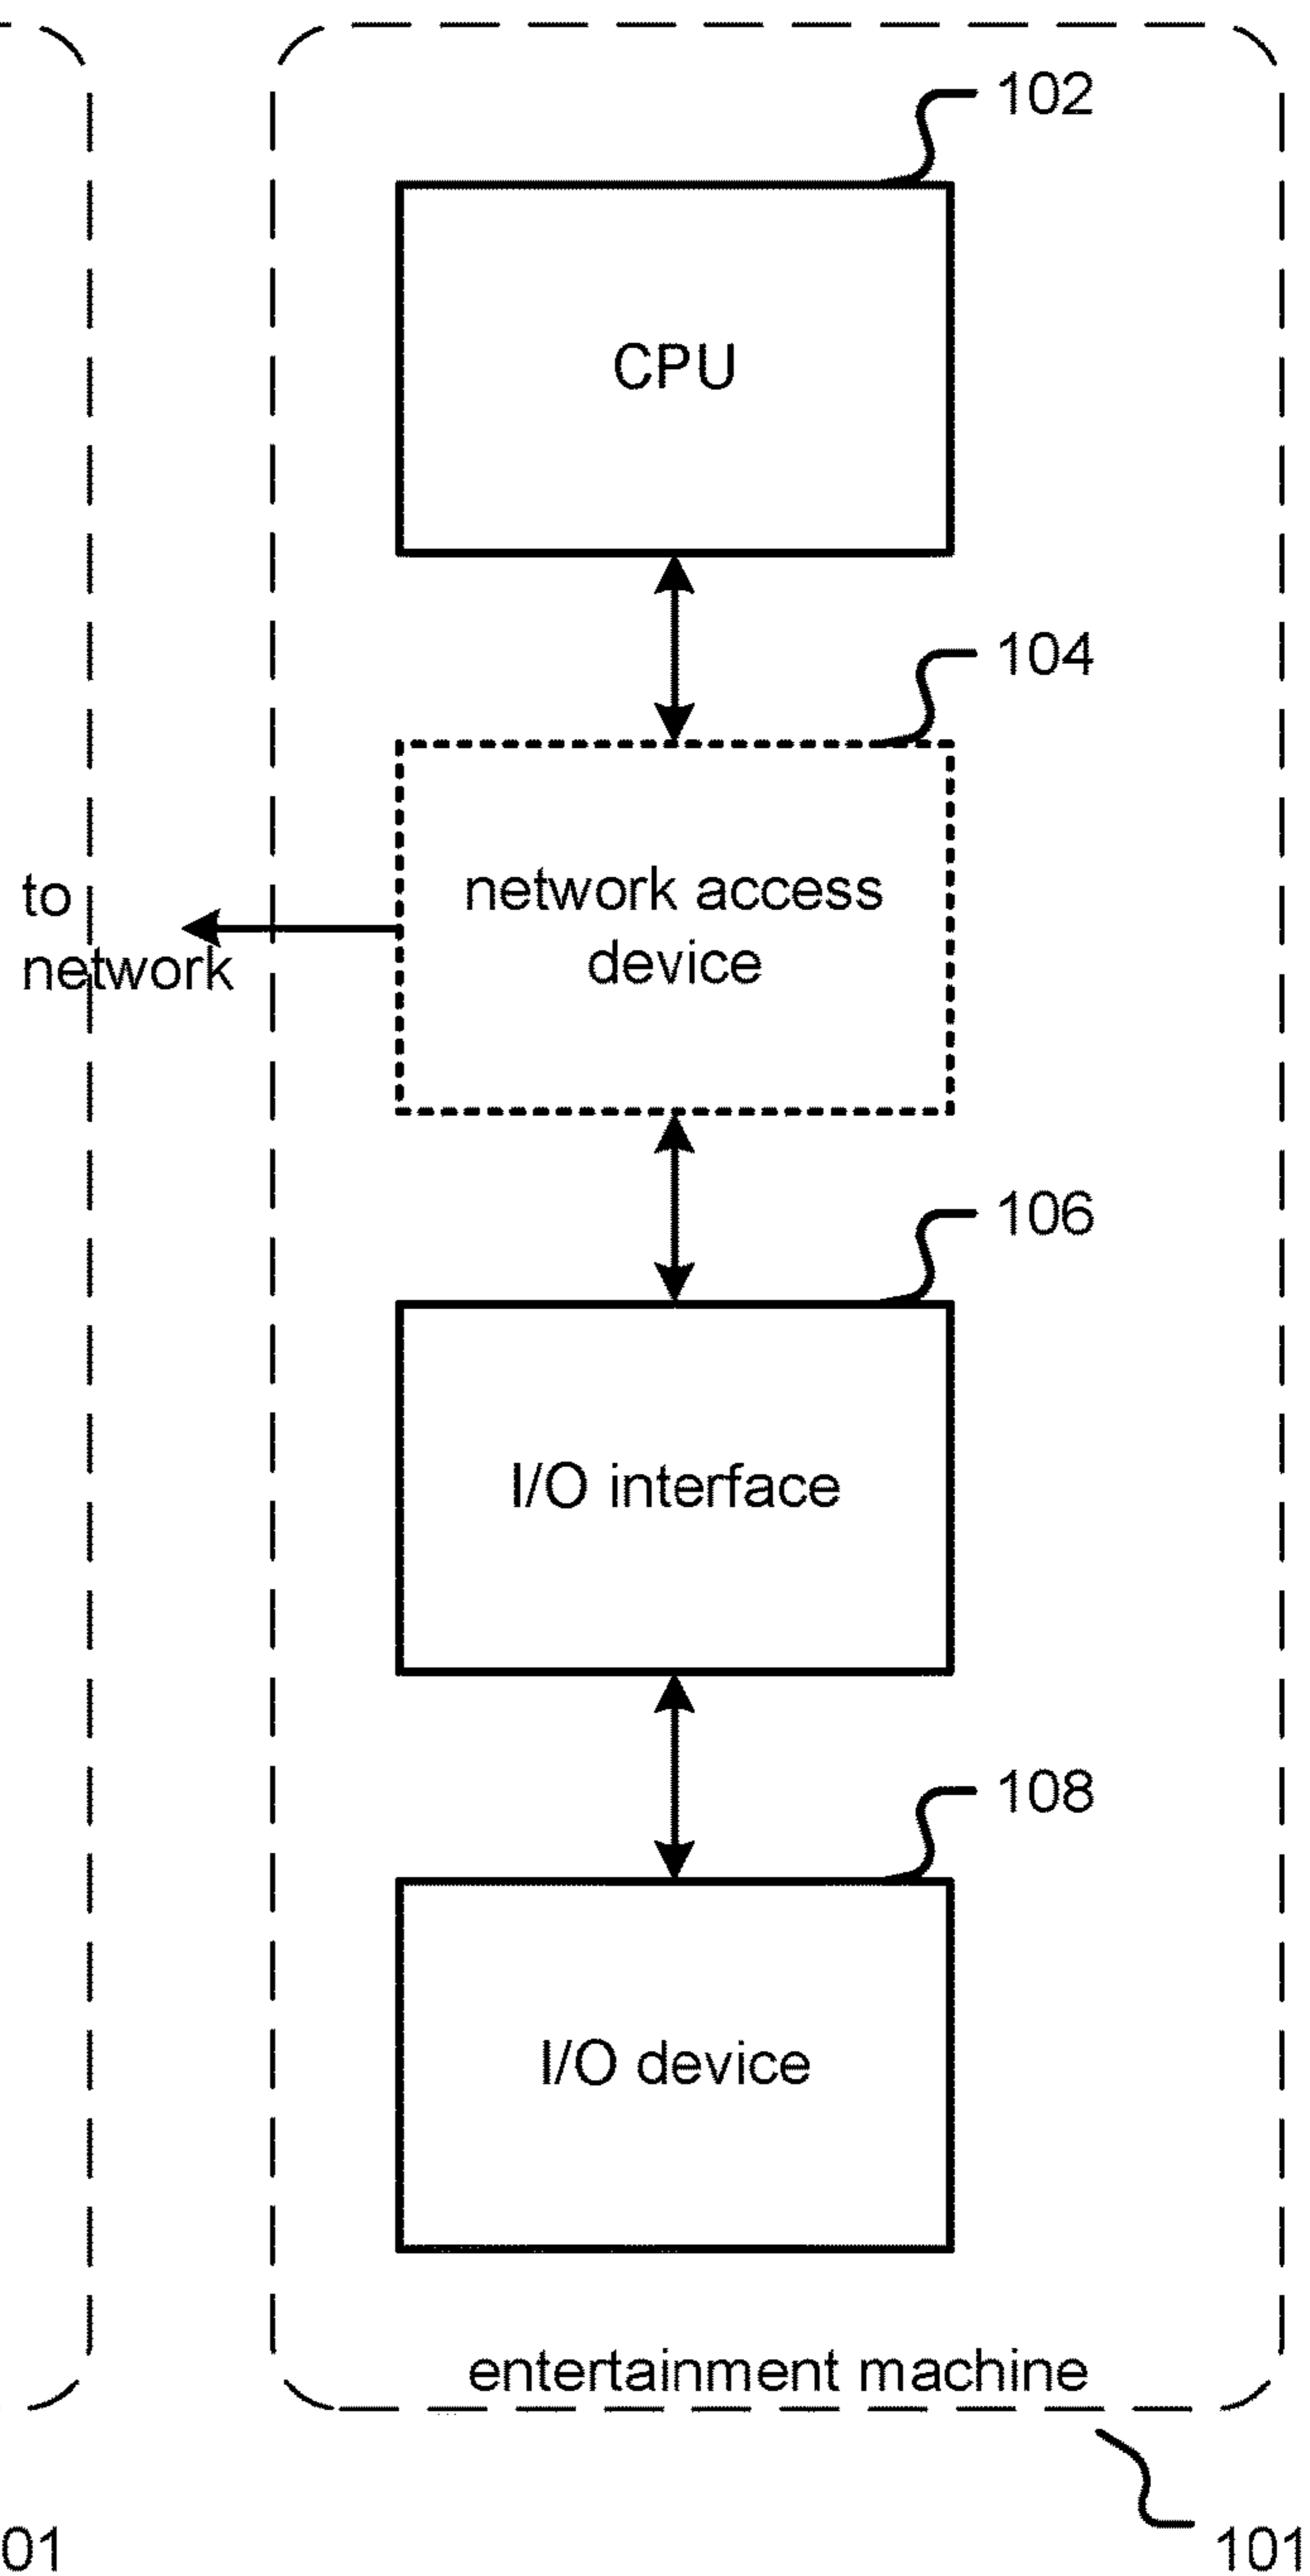 102
CPU
104
to
network
network access
device
106
I/O interface
108
I/O device
entertainment machine
01
101